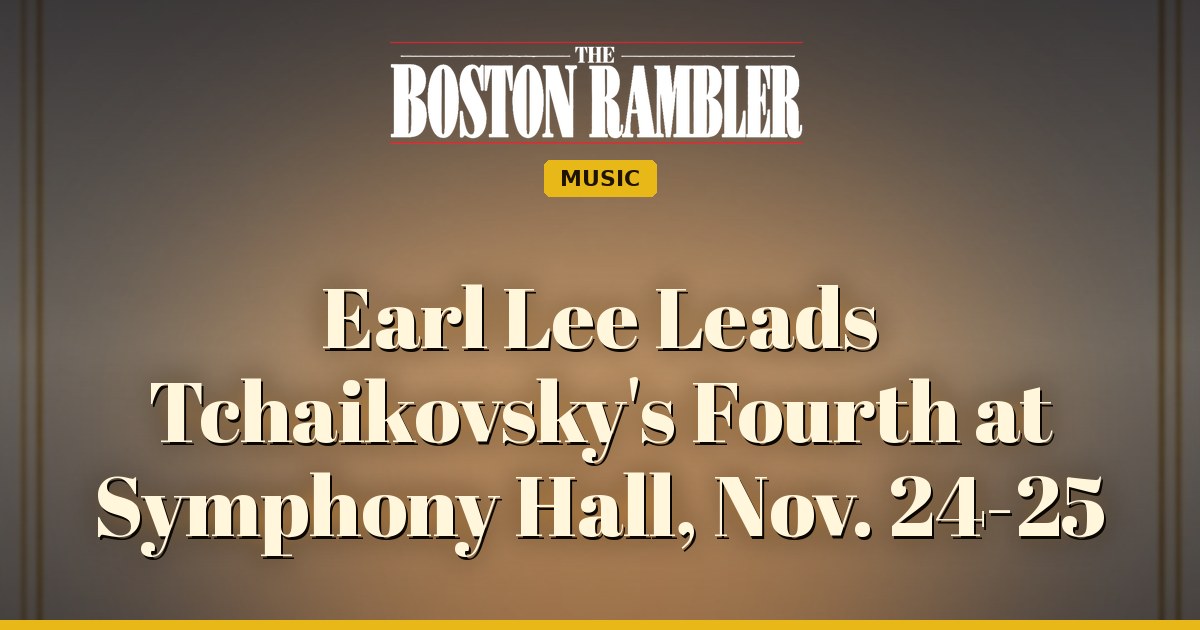 THE
BOSTON RAMBLER
MUSIC
Earl Lee Leads
Tchaikovsky's Fourth at
Symphony Hall, Nov. 24-25